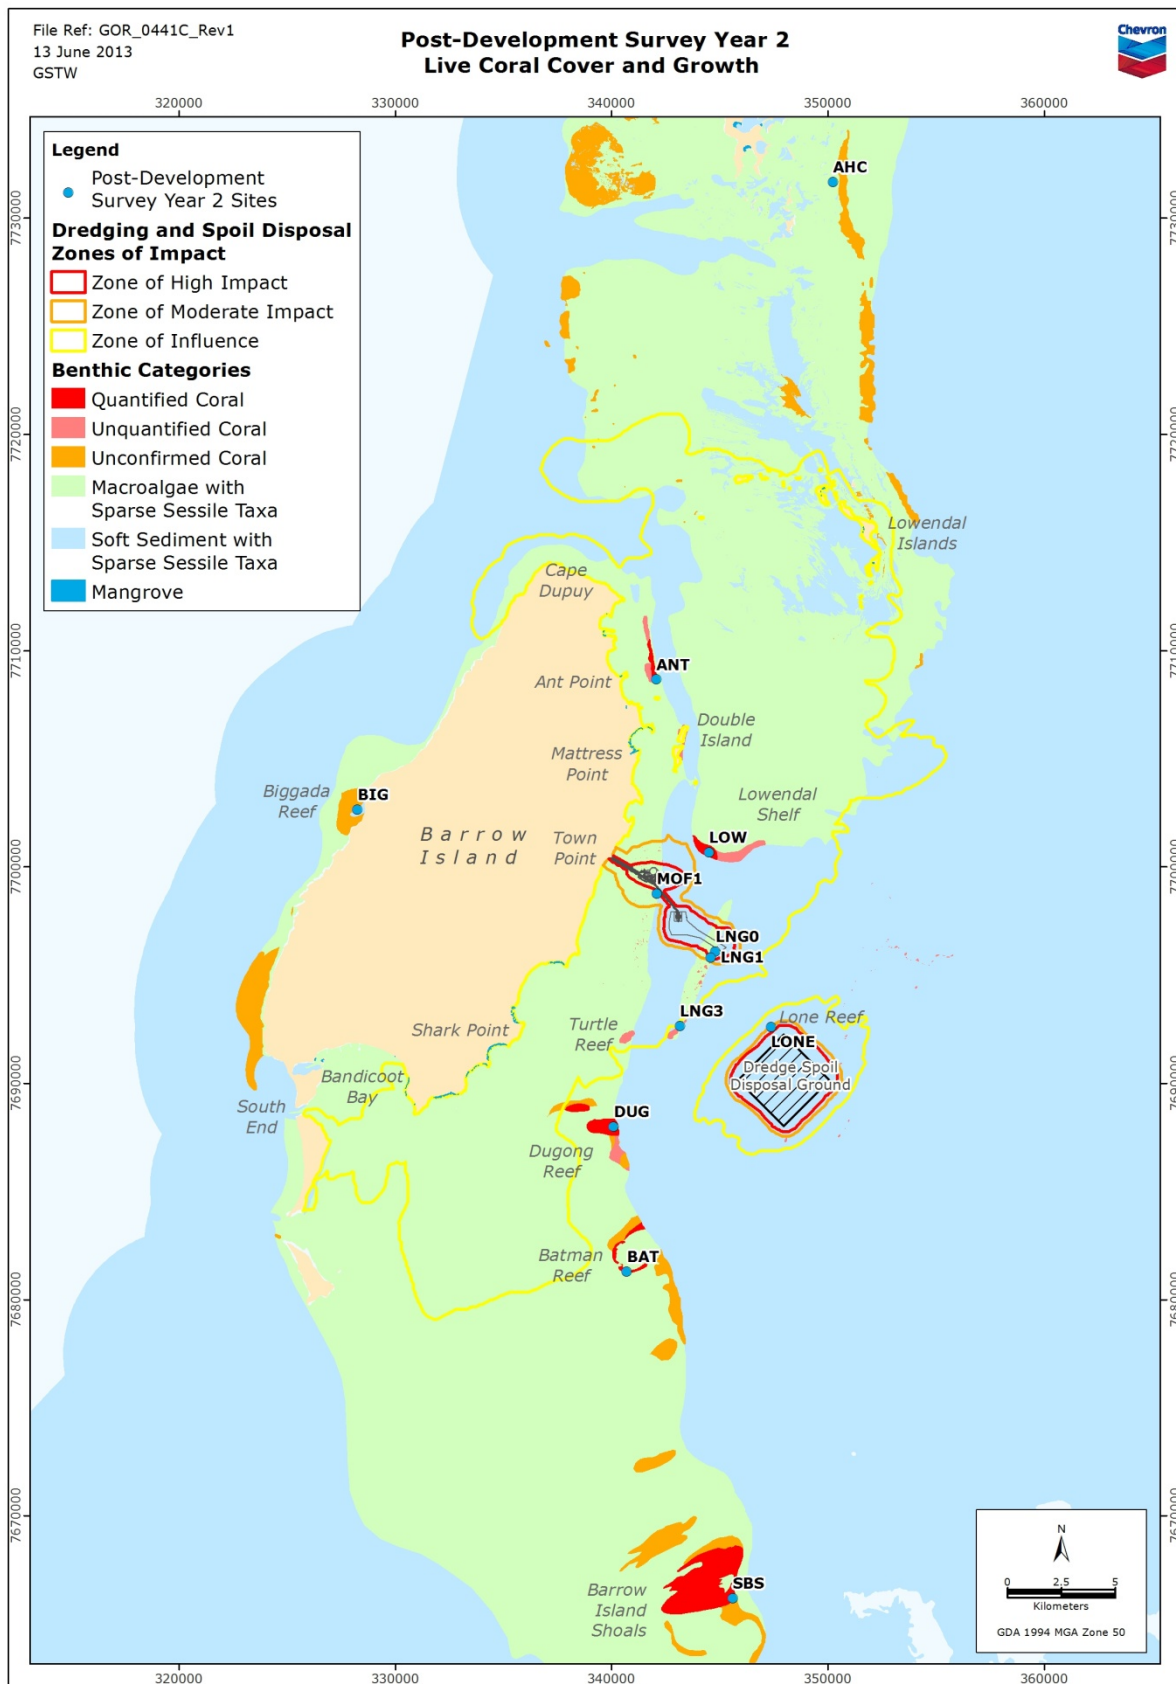 File Ref: GOR_0441C_Rev1
13 June 2013
GSTW
Post-Development Survey Year 2
Live Coral Cover and Growth
Chevron
320000
330000
340000
350000
360000
Legend
Post-Development
Survey Year 2 Sites
Dredging and Spoil Disposal
Zones of Impact
Zone of High Impact
Zone of Moderate Impact
Zone of Influence
Benthic Categories
Quantified Coral
Unquantified Coral
Unconfirmed Coral
Macroalgae with
Sparse Sessile Taxa
Soft Sediment with
Sparse Sessile Taxa
Mangrove
7730000
7720000
7710000
7700000
7690000
7680000
7670000
7730000
7720000
7710000
7700000
7690000
7680000
7670000
AHC
Lowendal
Islands
Cape
Dupuy
ANT
Ant Point
Double
Island
Mattress
Point
Biggada
Reef
BIG
Lowendal
Shelf
Barrow
Island
Town
Point
LOW
MOF1
LNG0
LNG1
LNG3
Shark Point
Turtle
Reef
Lone Reef
LONE
Dredge Spoil
Disposal Ground
Bandicoot
Bay
South
End
DUG
Dugong
Reef
Batman
Reef
BAT
SBS
Barrow
Island
Shoals
N
0 2.5 5
Kilometers
GDA 1994 MGA Zone 50
320000
330000
340000
350000
360000